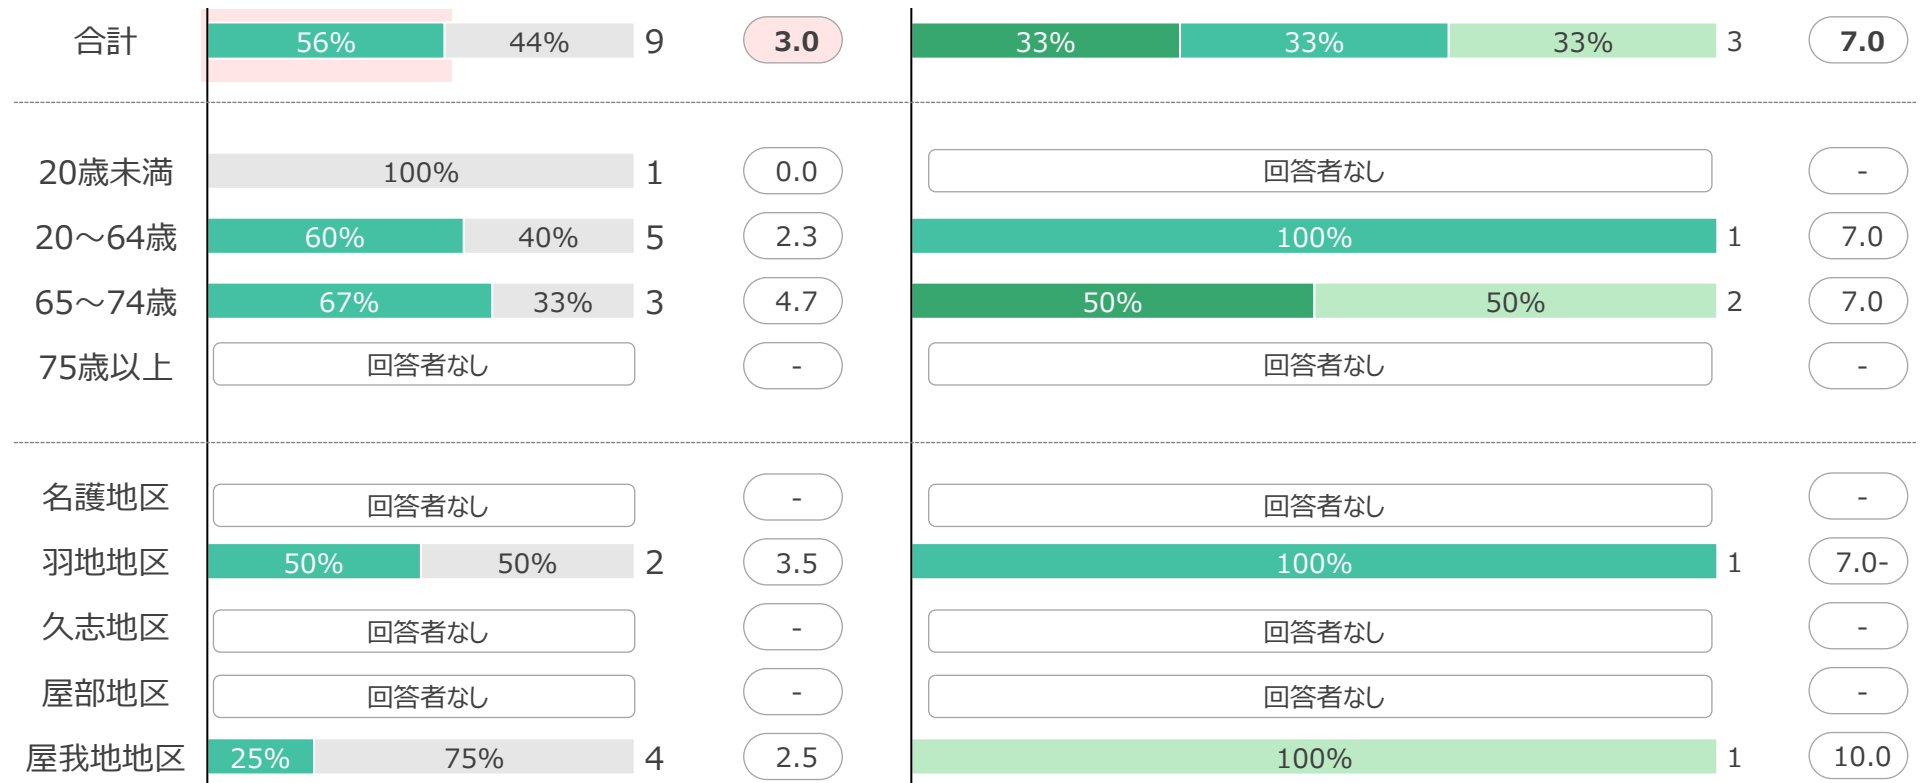 合計 56% 44% 9 3.0 33% 33% 33% 3 7.0
20歳未満 100% 1 0.0 回答者なし -
20～64歳 60% 40% 5 2.3 100% 1 7.0
65～74歳 67% 33% 3 4.7 50% 50% 2 7.0
75歳以上 回答者なし - 回答者なし -
名護地区 回答者なし - 回答者なし -
羽地地区 50% 50% 2 3.5 100% 1 7.0-
久志地区 回答者なし - 回答者なし -
屋部地区 回答者なし - 回答者なし -
屋我地地区 25% 75% 4 2.5 100% 1 10.0